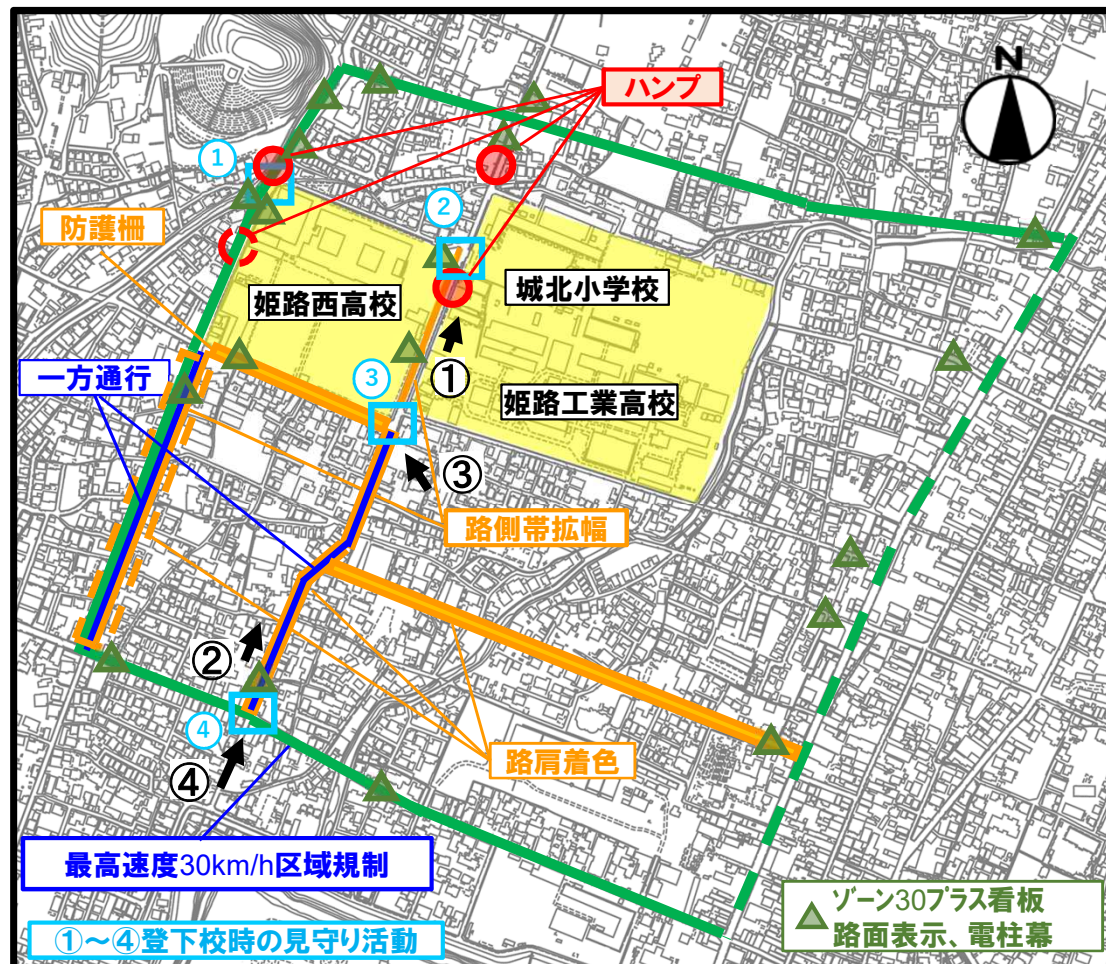 N
ハンプ
①
②
防護柵
姫路西高校
城北小学校
一方通行
③
①
姫路工業高校
③
路側帯拡幅
②
④
④
路肩着色
最高速度30km/h区域規制
ゾーン30プラス看板
路面表示、電柱幕
①～④登下校時の見守り活動